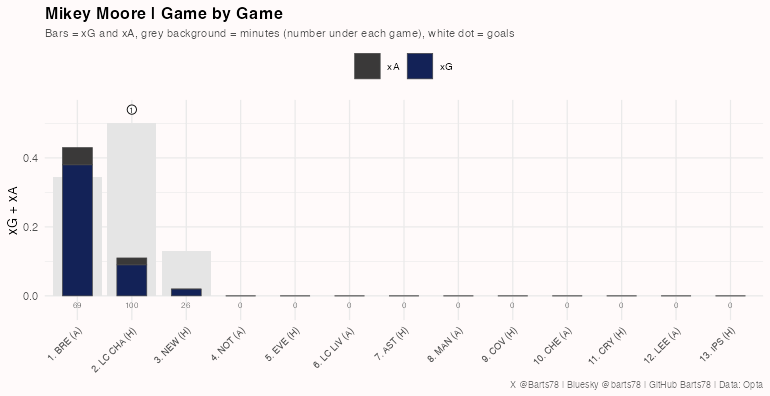 Mikey Moore | Game by Game
Bars = xG and xA, grey background = minutes (number under each game), white dot = goals
xA xG
1
xG + xA
0.4
0.2
0.0
69 100 26 0 0 0 0 0 0 0 0 0 0
1. BRE (A) 2. LC CHA (H) 3. NEW (H) 4. NOT (A) 5. EVE (H) 6. LC LIV (A) 7. AST (H) 8. MAN (A) 9. COV (H) 10. CHE (A) 11. CRY (H) 12. LEE (A) 13. IPS (H)
X @Barts78 | Bluesky @barts78 | GitHub Barts78 | Data: Opta